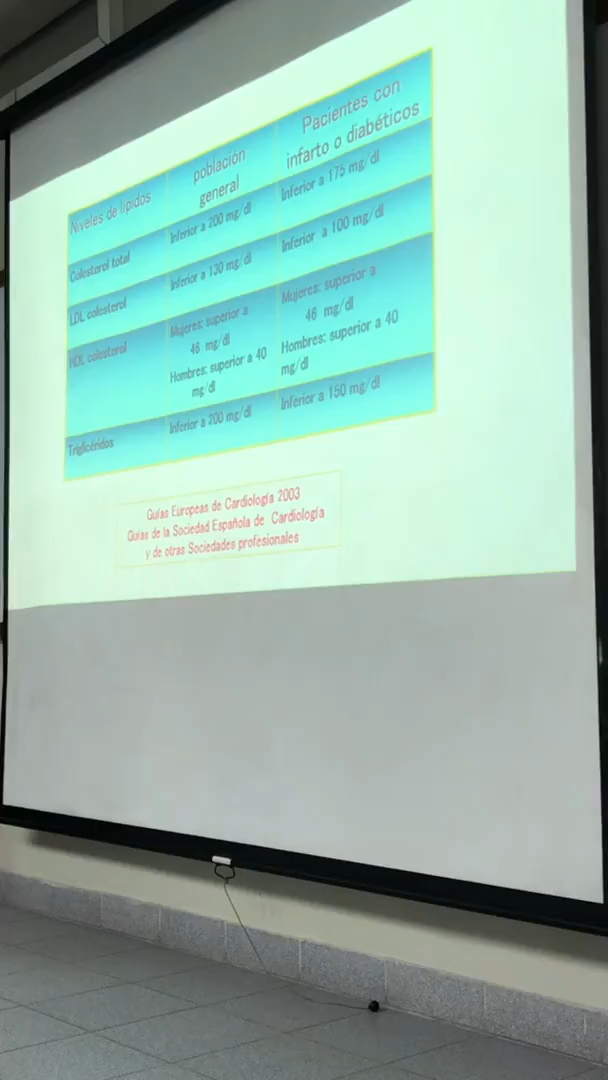 Niveles de lípidos
población
general
Pacientes con
infarto o diabéticos
Colesterol total
Inferior a 200 mg/dl
Inferior a 175 mg/dl
LDL colesterol
Inferior a 130 mg/dl
Inferior a 100 mg/dl
HDL colesterol
Mujeres: superior a
46 mg/dl
Hombres: superior a 40
mg/dl
Mujeres: superior a
46 mg/dl
Hombres: superior a 40
mg/dl
Triglicéridos
Inferior a 200 mg/dl
Inferior a 150 mg/dl
Guías Europeas de Cardiología 2003
Guías de la Sociedad Española de Cardiología
y de otras Sociedades profesionales